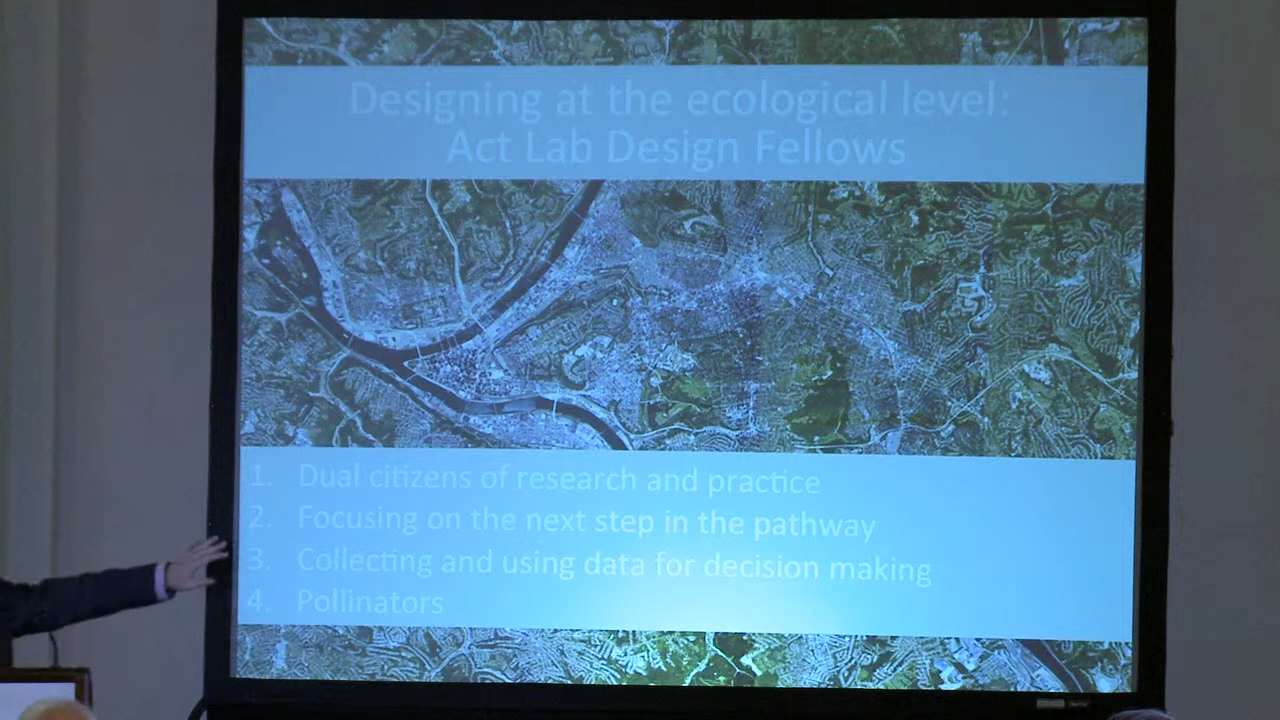 Designing at the ecological level:
Act Lab Design Fellows
1. Dual citizens of research and practice
2. Focusing on the next step in the pathway
3. Collecting and using data for decision making
4. Pollinators